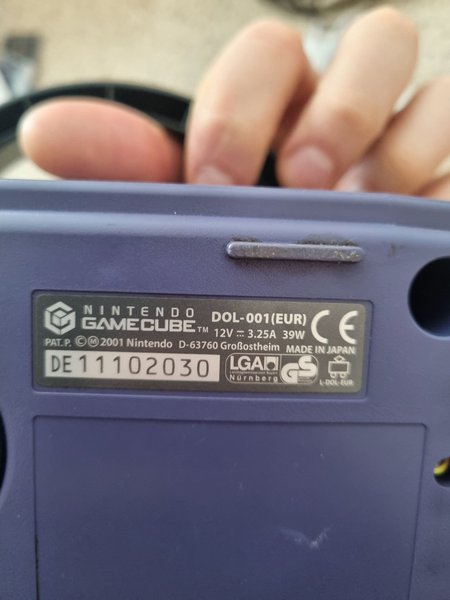 NINTENDO
GAMECUBE™
DOL-001(EUR)
12V 3.25A 39W
CE
PAT. P. ©Ⓜ 2001 Nintendo D-63760 Großostheim MADE IN JAPAN
DE11102030
LGA
Nürnberg
GS
L-DOL-EUR